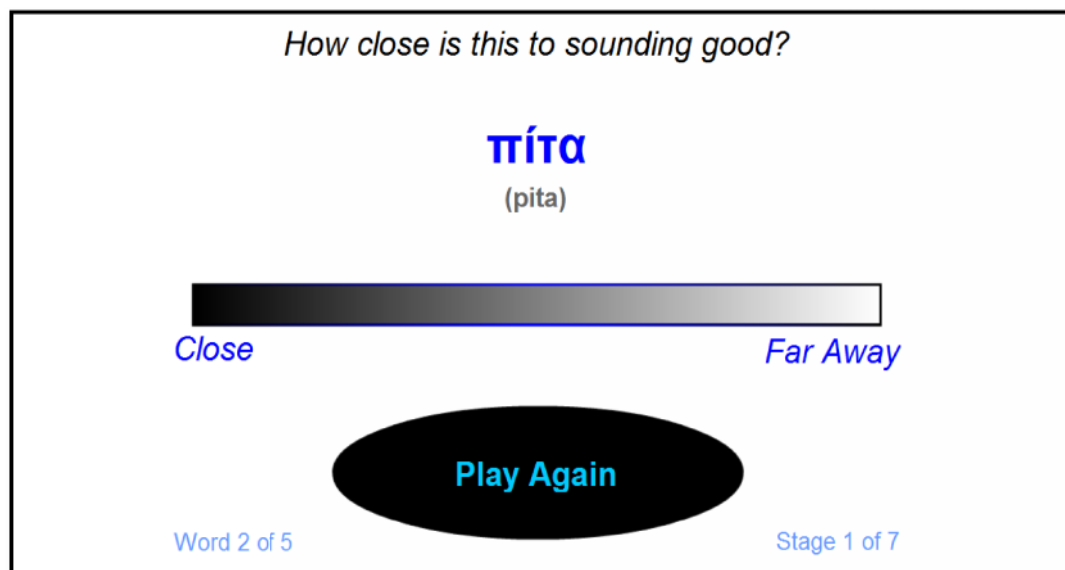 How close is this to sounding good?
πίτα
(pita)
Close
Far Away
Play Again
Word 2 of 5
Stage 1 of 7